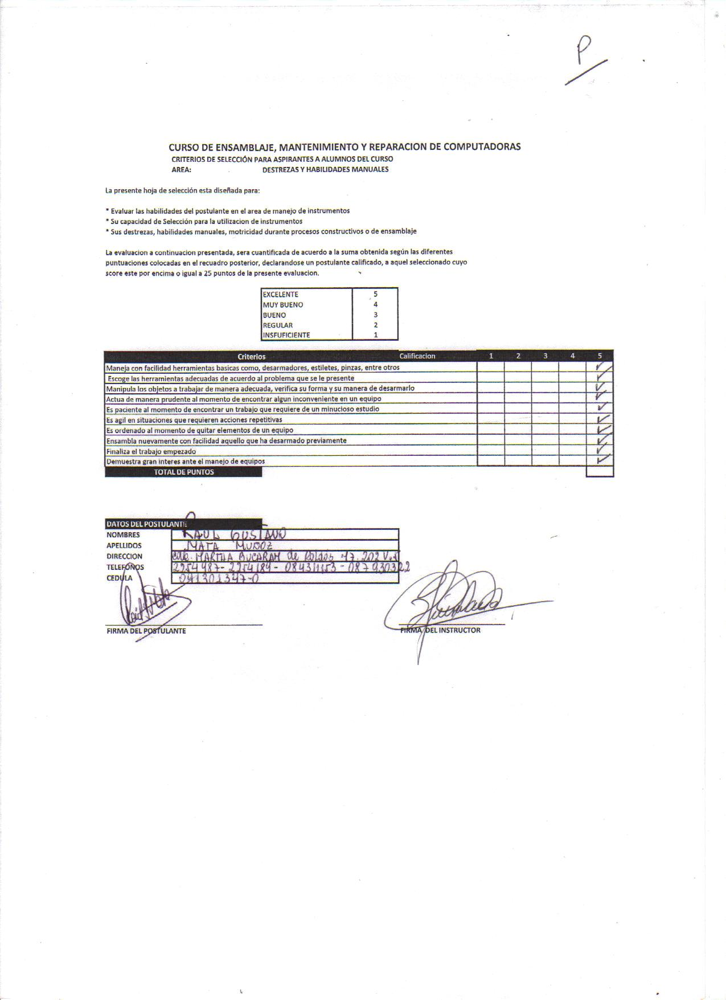 P
CURSO DE ENSAMBLAJE, MANTENIMIENTO Y REPARACION DE COMPUTADORAS
CRITERIOS DE SELECCIÓN PARA ASPIRANTES A ALUMNOS DEL CURSO
AREA: DESTREZAS Y HABILIDADES MANUALES
La presente hoja de selección esta diseñada para:
* Evaluar las habilidades del postulante en el area de manejo de instrumentos
* Su capacidad de Selección para la utilizacion de instrumentos
* Sus destrezas, habilidades manuales, motricidad durante procesos constructivos o de ensamblaje
La evaluacion a continuacion presentada, sera cuantificada de acuerdo a la suma obtenida según las diferentes
puntuaciones colocadas en el recuadro posterior, declarandose un postulante calificado, a aquel seleccionado cuyo
score este por encima o igual a 25 puntos de la presente evaluacion.
EXCELENTE 5
MUY BUENO 4
BUENO 3
REGULAR 2
INSFUFICIENTE 1
Criterios Calificacion 1 2 3 4 5
Maneja con facilidad herramientas basicas como, desarmadores, estiletes, pinzas, entre otros ✓
Escoge las herramientas adecuadas de acuerdo al problema que se le presente ✓
Manipula los objetos a trabajar de manera adecuada, verifica su forma y su manera de desarmarlo ✓
Actua de manera prudente al momento de encontrar algun inconveniente en un equipo ✓
Es paciente al momento de encontrar un trabajo que requiere de un minucioso estudio ✓
Es agil en situaciones que requieren acciones repetitivas ✓
Es ordenado al momento de quitar elementos de un equipo ✓
Ensambla nuevamente con facilidad aquello que ha desarmado previamente ✓
Finaliza el trabajo empezado ✓
Demuestra gran interes ante el manejo de equipos ✓
TOTAL DE PUNTOS
DATOS DEL POSTULANTE
NOMBRES RAUL GUSTAVO
APELLIDOS MATA MUÑOZ
DIRECCION MARTHA BUCARAM de Roldos
TELEFONOS 2254987- 2254189-
CEDULA
FIRMA DEL POSTULANTE FIRMA DEL INSTRUCTOR